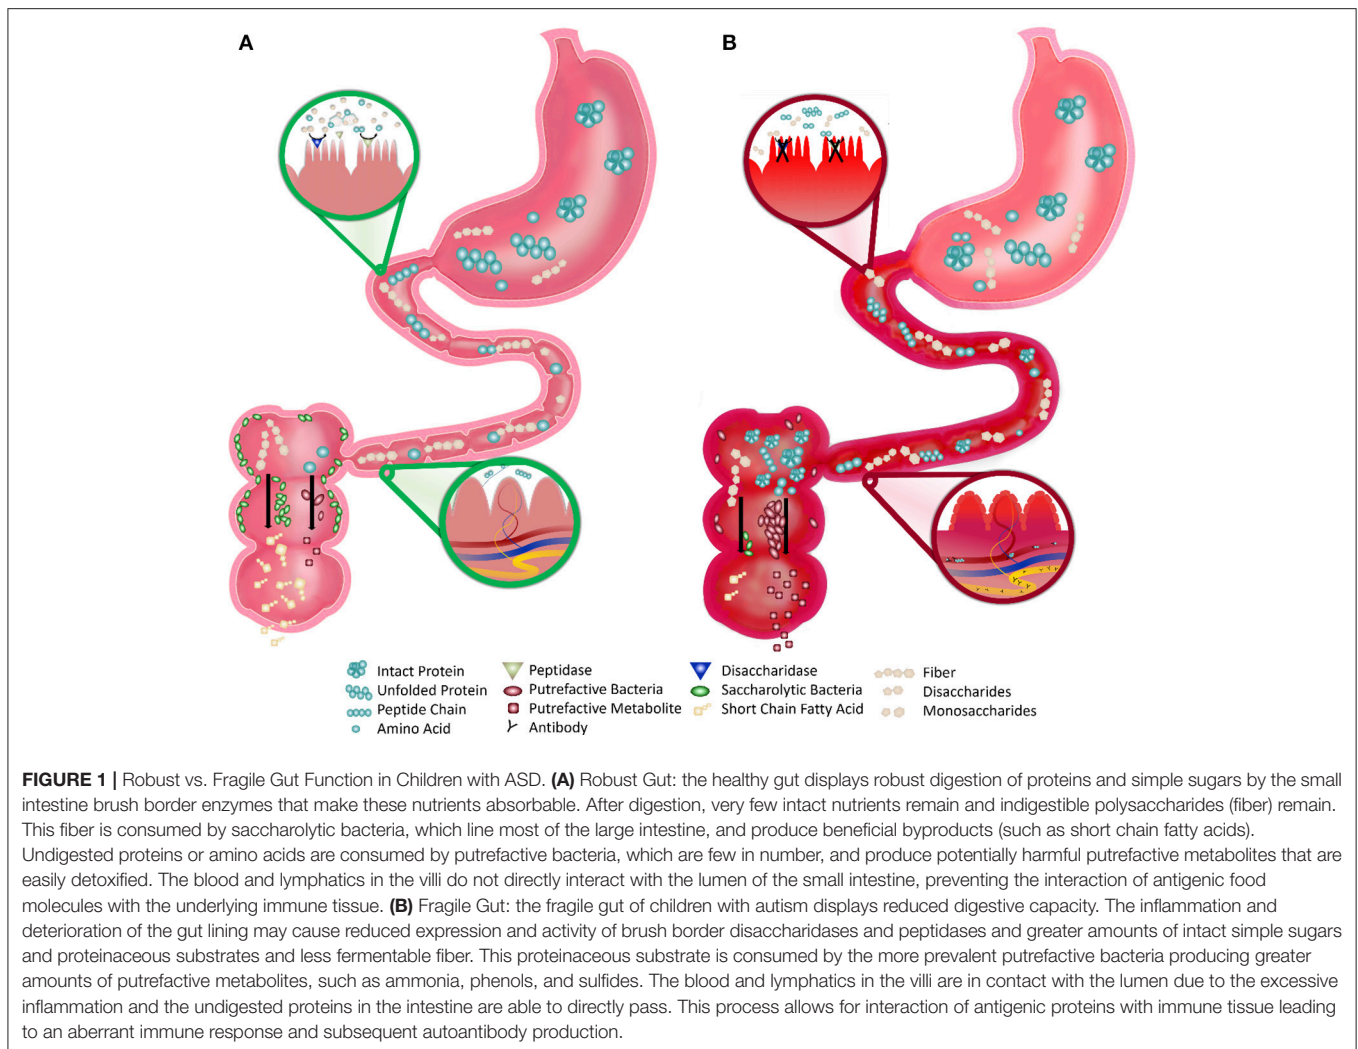 A
B
Intact Protein
Peptidase
Disaccharidase
Fiber
Unfolded Protein
Putrefactive Bacteria
Saccharolytic Bacteria
Disaccharides
Peptide Chain
Putrefactive Metabolite
Short Chain Fatty Acid
Monosaccharides
Amino Acid
Antibody
FIGURE 1 | Robust vs. Fragile Gut Function in Children with ASD. (A) Robust Gut: the healthy gut displays robust digestion of proteins and simple sugars by the small
intestine brush border enzymes that make these nutrients absorbable. After digestion, very few intact nutrients remain and indigestible polysaccharides (fiber) remain.
This fiber is consumed by saccharolytic bacteria, which line most of the large intestine, and produce beneficial byproducts (such as short chain fatty acids).
Undigested proteins or amino acids are consumed by putrefactive bacteria, which are few in number, and produce potentially harmful putrefactive metabolites that are
easily detoxified. The blood and lymphatics in the villi do not directly interact with the lumen of the small intestine, preventing the interaction of antigenic food
molecules with the underlying immune tissue. (B) Fragile Gut: the fragile gut of children with autism displays reduced digestive capacity. The inflammation and
deterioration of the gut lining may cause reduced expression and activity of brush border disaccharidases and peptidases and greater amounts of intact simple sugars
and proteinaceous substrates and less fermentable fiber. This proteinaceous substrate is consumed by the more prevalent putrefactive bacteria producing greater
amounts of putrefactive metabolites, such as ammonia, phenols, and sulfides. The blood and lymphatics in the villi are in contact with the lumen due to the excessive
inflammation and the undigested proteins in the intestine are able to directly pass. This process allows for interaction of antigenic proteins with immune tissue leading
to an aberrant immune response and subsequent autoantibody production.